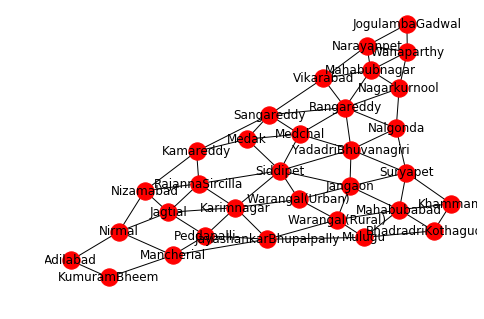 JogulambaGadwal
Narayanpet
Wanaparthy
Mahabubnagar
Vikarabad
Nagarkurnool
Rangareddy
Sangareddy
Nalgonda
Medchal
Medak
YadadriBhuvanagiri
Kamareddy
Siddipet
Suryapet
RajannaSircilla
Jangaon
Nizamabad
Warangal(Urban)
Khammam
Karimnagar
Mahabubabad
Jagtial
Warangal(Rural)
Nirmal
BhadradriKothagudem
Peddapalli
Mulugu
JayashankarBhupalpally
Mancherial
Adilabad
KumuramBheem